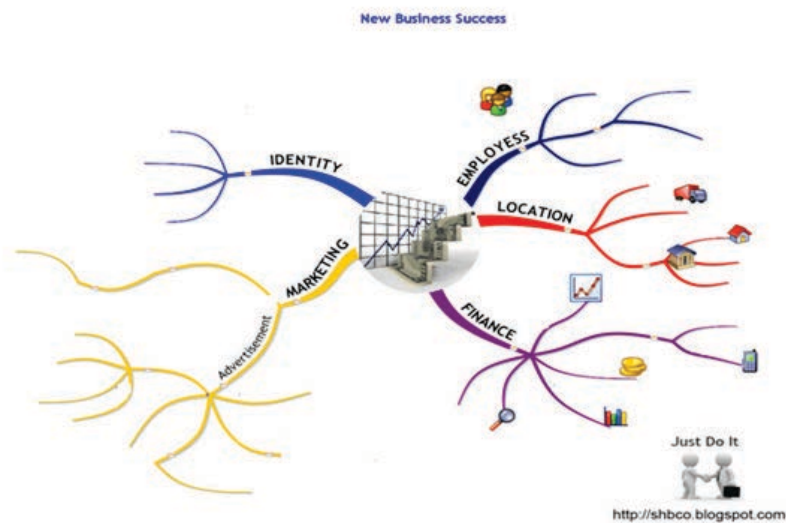 New Business Success
IDENTITY
EMPLOYESS
LOCATION
MARKETING
FINANCE
Advertisement
Just Do It
http://shbco.blogspot.com